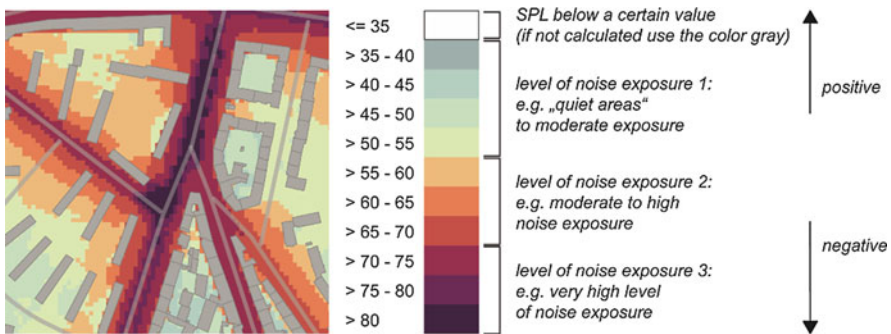 <= 35
> 35 - 40
> 40 - 45
> 45 - 50
> 50 - 55
> 55 - 60
> 60 - 65
> 65 - 70
> 70 - 75
> 75 - 80
> 80
SPL below a certain value
(if not calculated use the color gray)
level of noise exposure 1:
e.g. „quiet areas“
to moderate exposure
level of noise exposure 2:
e.g. moderate to high
noise exposure
level of noise exposure 3:
e.g. very high level
of noise exposure
positive
negative